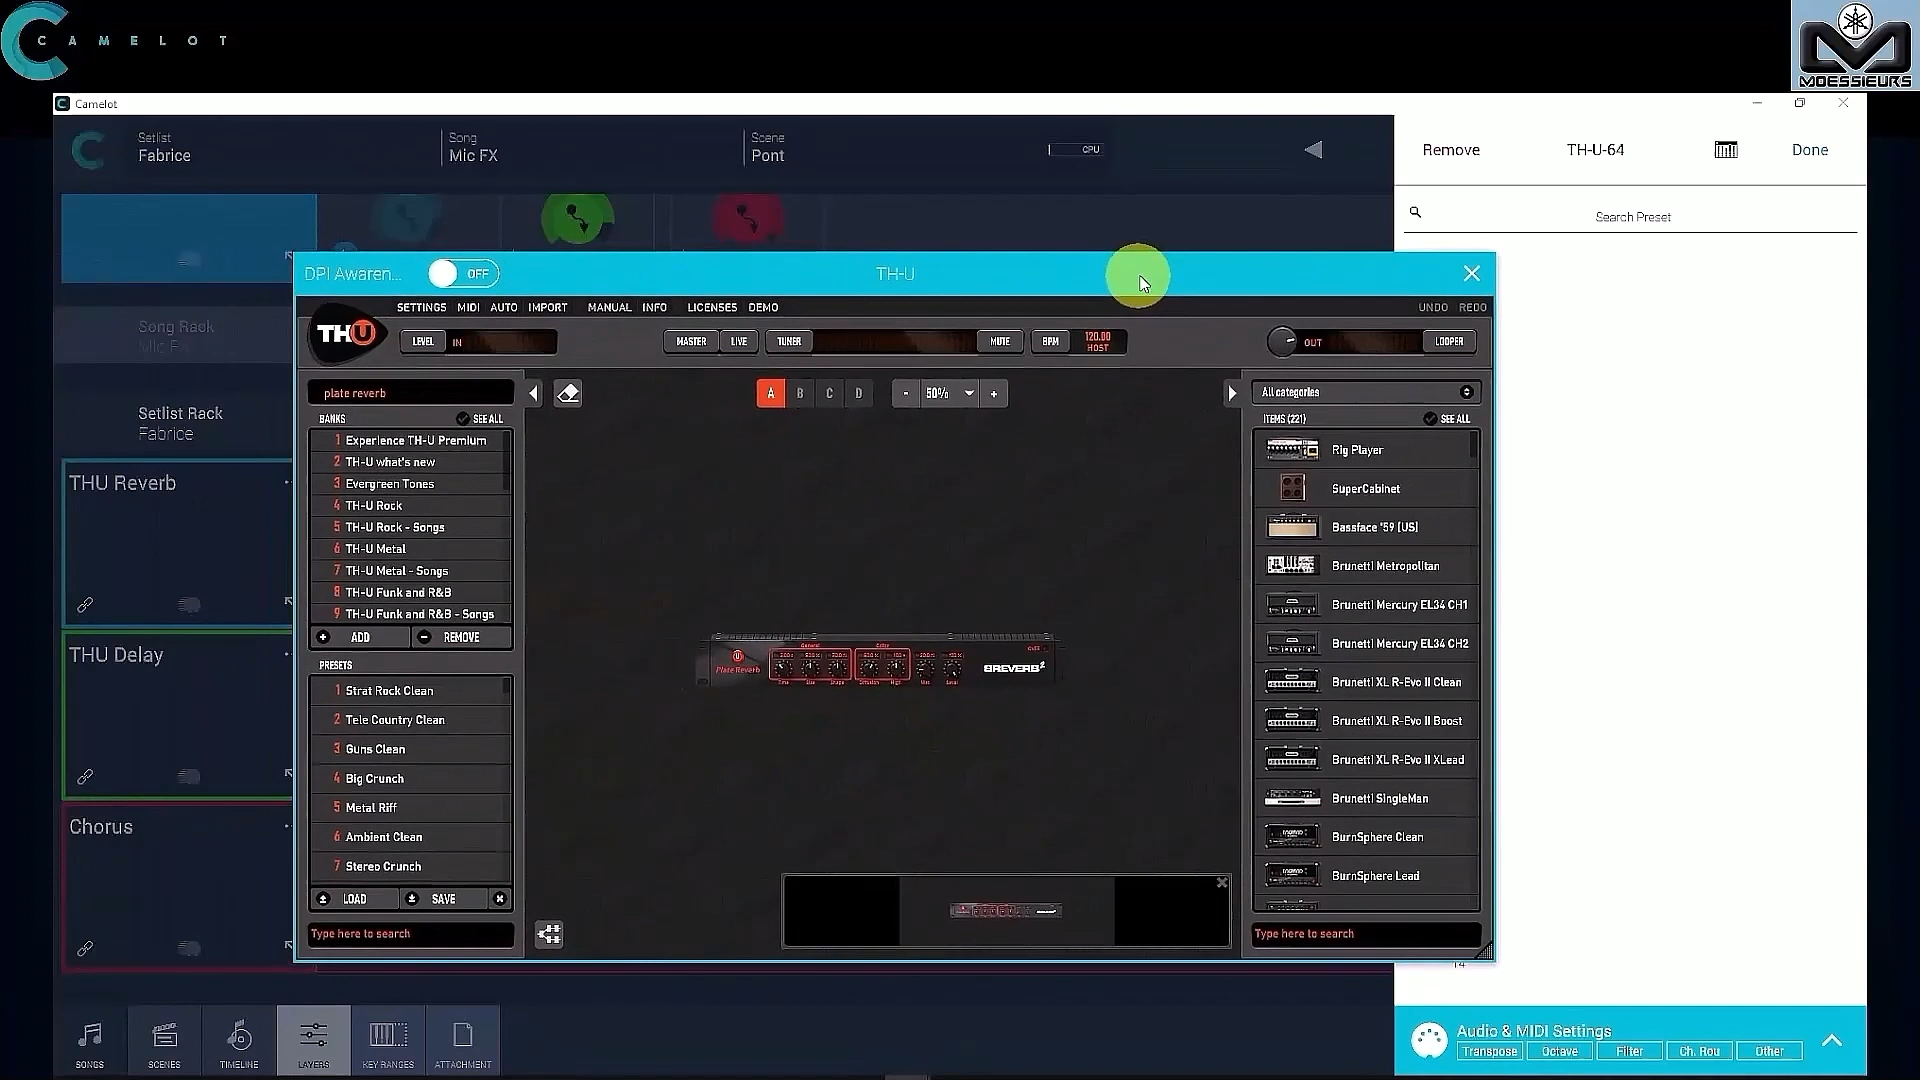 CAMELOT
MOESSIEURS
Camelot
Setlist
Fabrice
Song
Mic FX
Scene
Pont
CPU
Remove
TH-U-64
Done
Search Preset
DPI Awaren...
OFF
TH-U
SETTINGS MIDI AUTO IMPORT MANUAL INFO LICENSES DEMO
UNDO REDO
THU
LEVEL IN
MASTER LIVE
TUNER
MUTE
BPM 120.00
HOST
OUT
LOOPER
Song Rack
Mic FX
Setlist Rack
Fabrice
THU Reverb
THU Delay
Chorus
plate reverb
BANKS SEE ALL
1 Experience TH-U Premium
2 TH-U what's new
3 Evergreen Tones
4 TH-U Rock
5 TH-U Rock - Songs
6 TH-U Metal
7 TH-U Metal - Songs
8 TH-U Funk and R&B
9 TH-U Funk and R&B - Songs
ADD REMOVE
PRESETS
1 Strat Rock Clean
2 Tele Country Clean
3 Guns Clean
4 Big Crunch
5 Metal Riff
6 Ambient Clean
7 Stereo Crunch
LOAD SAVE
Type here to search
A B C D
- 50% +
Plate Reverb
BREVERB2
All categories
ITEMS (221) SEE ALL
Rig Player
SuperCabinet
Bassface '59 (US)
Brunetti Metropolitan
Brunetti Mercury EL34 CH1
Brunetti Mercury EL34 CH2
Brunetti XL R-Evo II Clean
Brunetti XL R-Evo II Boost
Brunetti XL R-Evo II XLead
Brunetti SingleMan
BurnSphere Clean
BurnSphere Lead
Type here to search
14
SONGS
SCENES
TIMELINE
LAYERS
KEY RANGES
ATTACHMENT
Audio & MIDI Settings
Transpose Octave Filter Ch. Rou Other